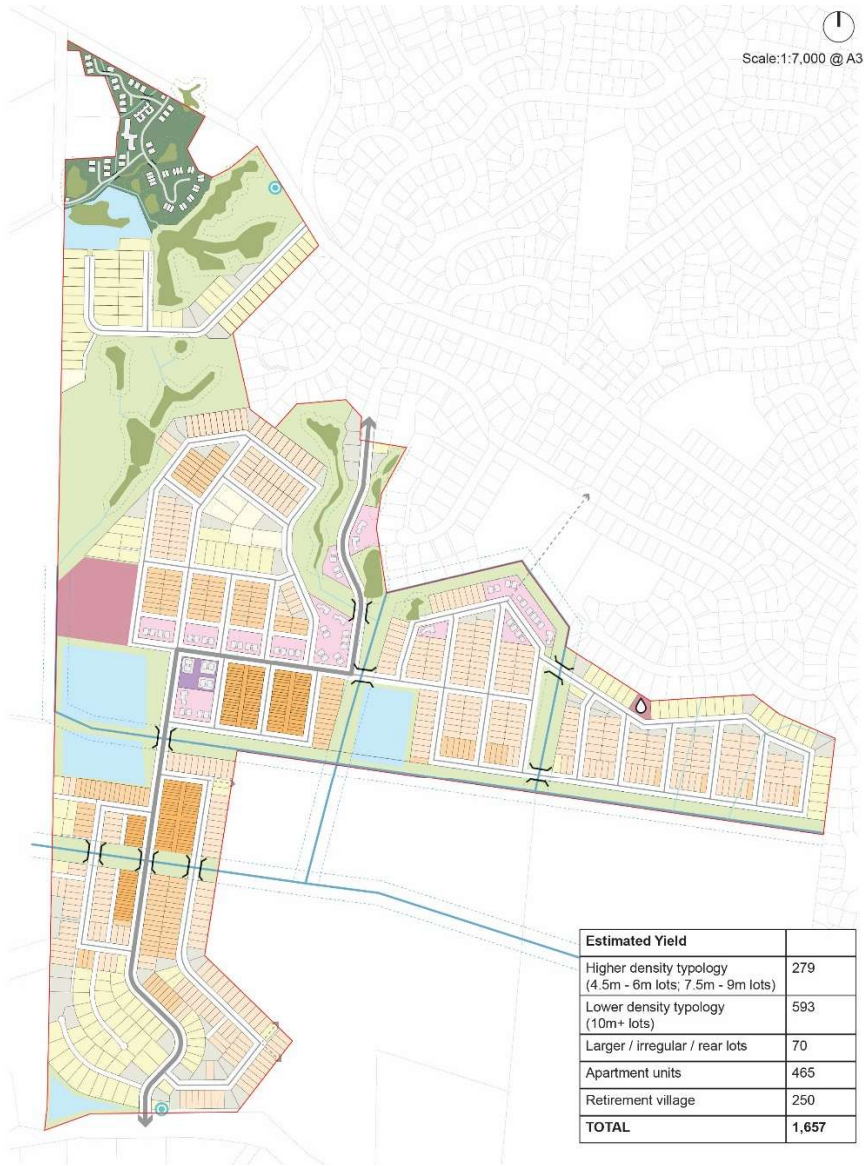 Scale:1:7,000 @ A3
Estimated Yield
Higher density typology 279
(4.5m - 6m lots; 7.5m - 9m lots)
Lower density typology 593
(10m+ lots)
Larger / irregular / rear lots 70
Apartment units 465
Retirement village 250
TOTAL 1,657